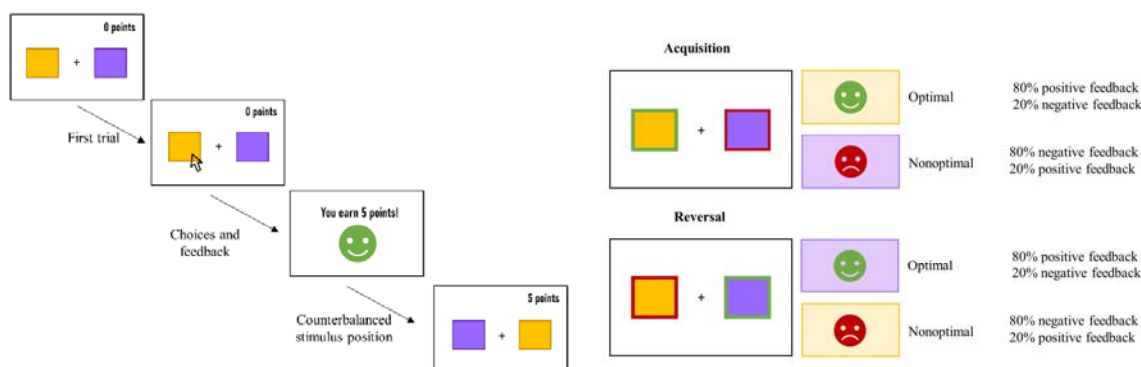 0 points
+
First trial
0 points
+
Choices and
feedback
You earn 5 points!
Counterbalanced
stimulus position
5 points
+
Acquisition
+
Optimal
80% positive feedback
20% negative feedback
Nonoptimal
80% negative feedback
20% positive feedback
Reversal
+
Optimal
80% positive feedback
20% negative feedback
Nonoptimal
80% negative feedback
20% positive feedback